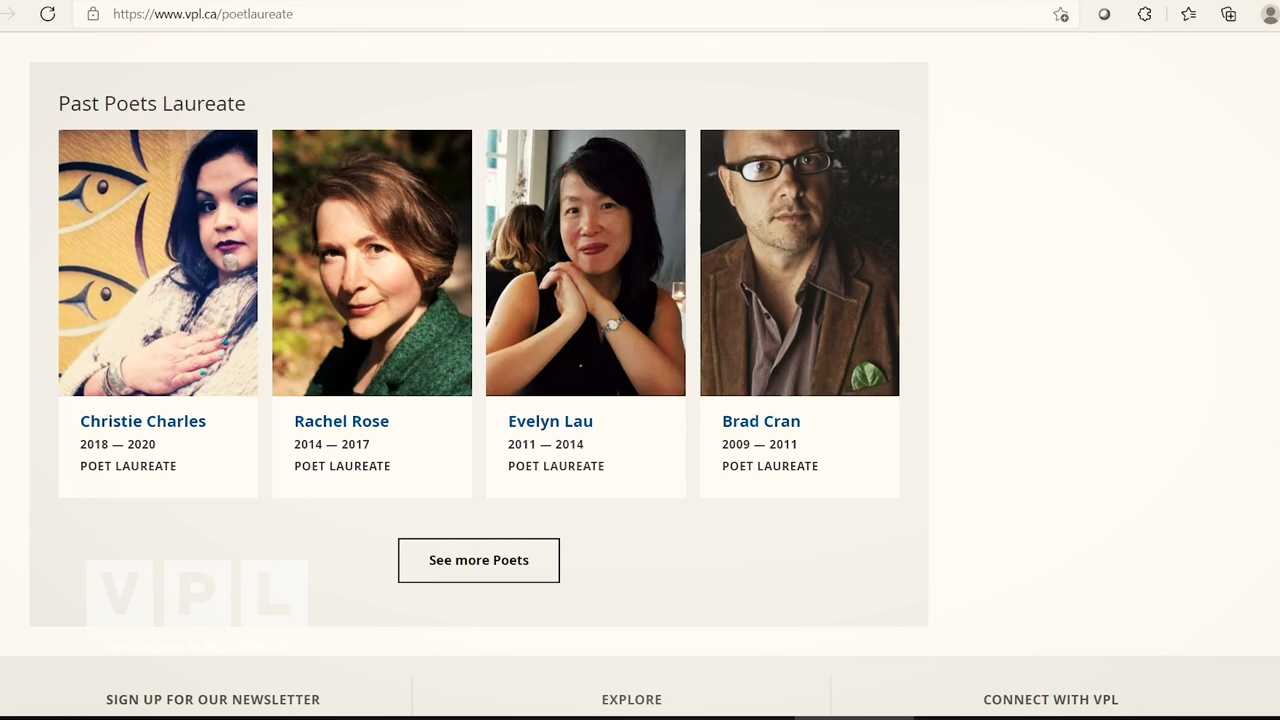 https://www.vpl.ca/poetlaureate
Past Poets Laureate
Christie Charles
2018 — 2020
POET LAUREATE
Rachel Rose
2014 — 2017
POET LAUREATE
Evelyn Lau
2011 — 2014
POET LAUREATE
Brad Cran
2009 — 2011
POET LAUREATE
See more Poets
VPL
SIGN UP FOR OUR NEWSLETTER
EXPLORE
CONNECT WITH VPL